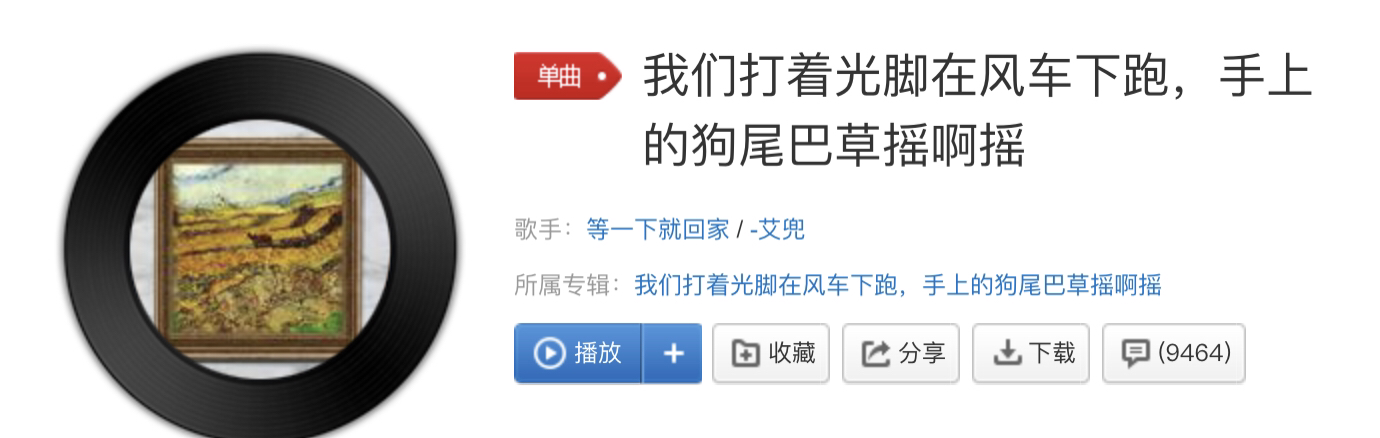 单曲
我们打着光脚在风车下跑，手上
的狗尾巴草摇啊摇
歌手：等一下就回家 / -艾兜
所属专辑：我们打着光脚在风车下跑，手上的狗尾巴草摇啊摇
播放 + 收藏 分享 下载 (9464)